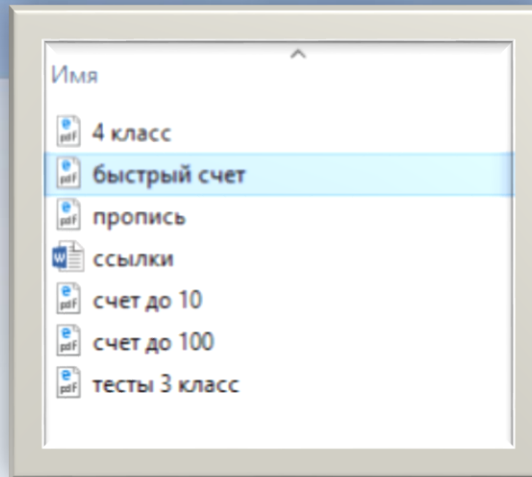 Имя
4 класс
быстрый счет
пропись
ссылки
счет до 10
счет до 100
тесты 3 класс